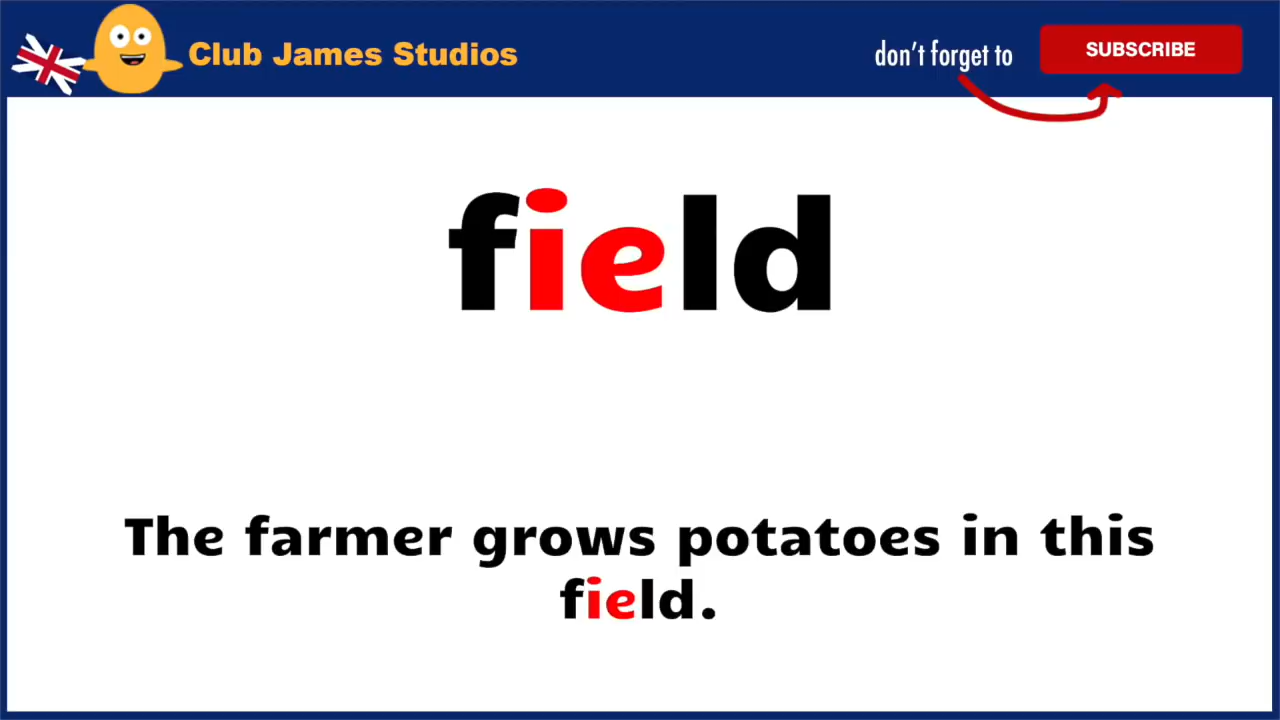 Club James Studios
don't forget to
SUBSCRIBE
field
The farmer grows potatoes in this
field.